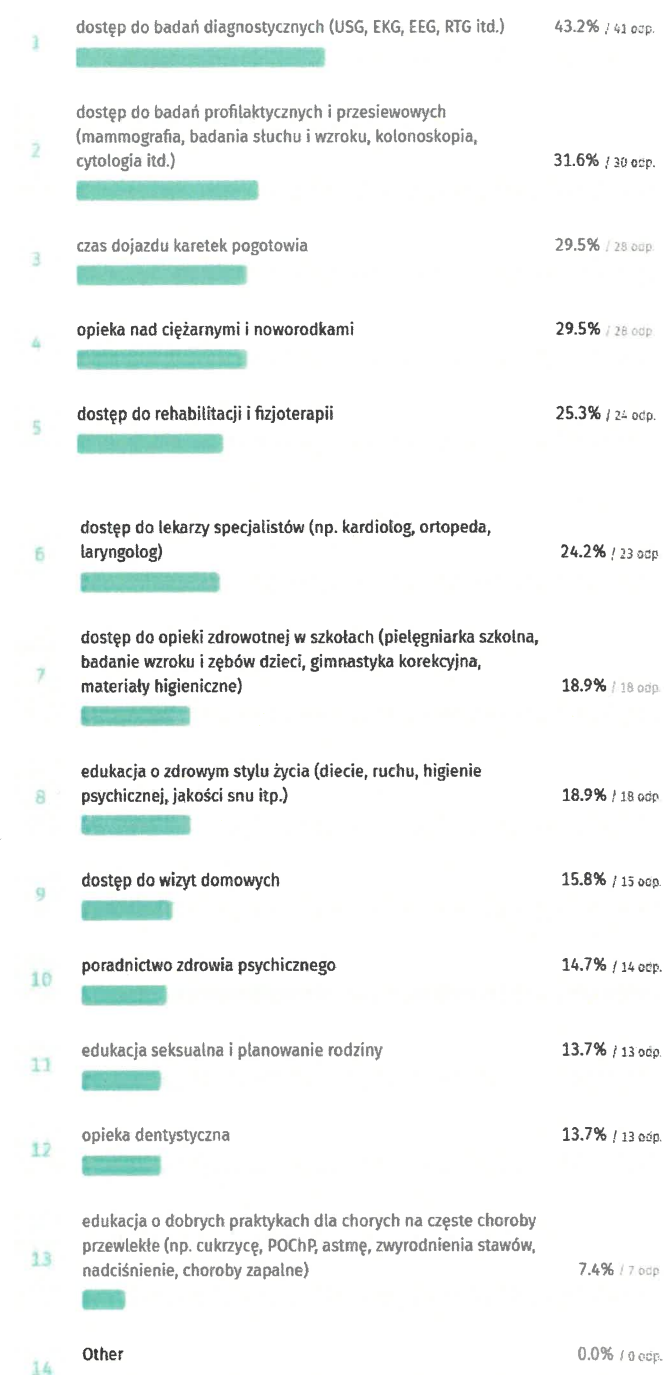 1 dostęp do badań diagnostycznych (USG, EKG, EEG, RTG itd.) 43.2% / 41 odp.
dostęp do badań profilaktycznych i przesiewowych
(mammografia, badania słuchu i wzroku, kolonoskopia,
2 cytologia itd.) 31.6% / 30 odp.
3 czas dojazdu karetek pogotowia 29.5% / 28 odp.
4 opieka nad ciężarnymi i noworodkami 29.5% / 28 odp.
5 dostęp do rehabilitacji i fizjoterapii 25.3% / 24 odp.
dostęp do lekarzy specjalistów (np. kardiolog, ortopeda,
6 laryngolog) 24.2% / 23 odp.
dostęp do opieki zdrowotnej w szkołach (pielęgniarka szkolna,
badanie wzroku i zębów dzieci, gimnastyka korekcyjna,
7 materiały higieniczne) 18.9% / 18 odp.
edukacja o zdrowym stylu życia (diecie, ruchu, higienie
8 psychicznej, jakości snu itp.) 18.9% / 18 odp.
9 dostęp do wizyt domowych 15.8% / 15 odp.
10 poradnictwo zdrowia psychicznego 14.7% / 14 odp.
11 edukacja seksualna i planowanie rodziny 13.7% / 13 odp.
12 opieka dentystyczna 13.7% / 13 odp.
edukacja o dobrych praktykach dla chorych na częste choroby
przewlekłe (np. cukrzycę, POChP, astmę, zwyrodnienia stawów,
13 nadciśnienie, choroby zapalne) 7.4% / 7 odp.
14 Other 0.0% / 0 odp.